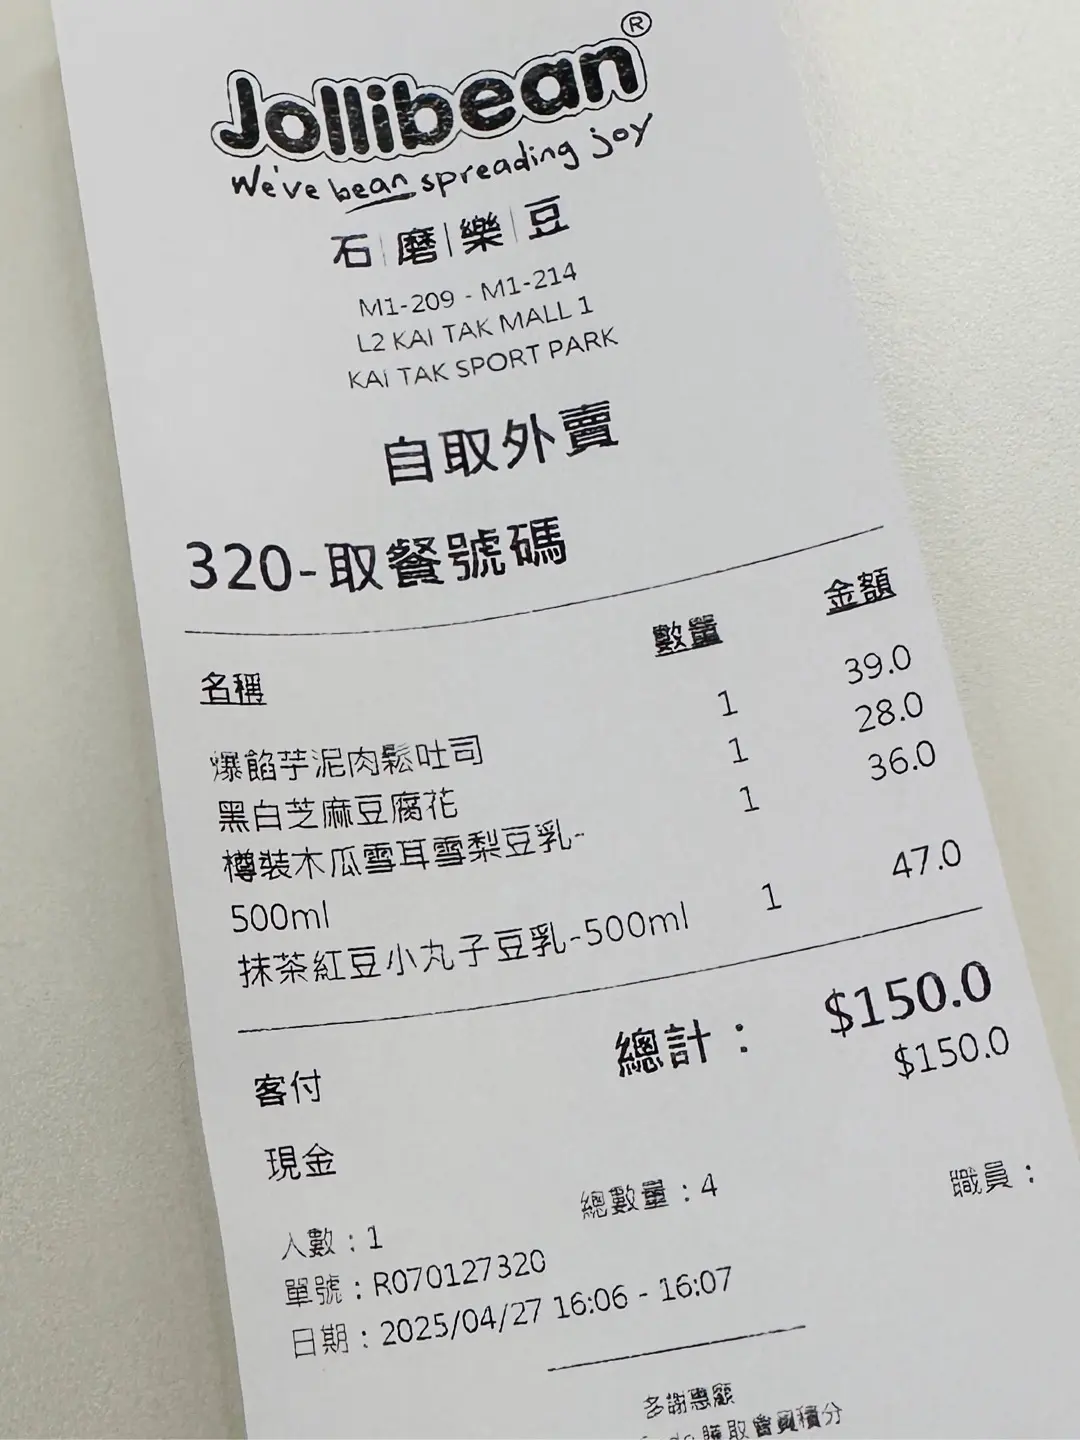 Jollibean®
We've bean spreading joy
石|磨|樂|豆
M1-209 - M1-214
L2 KAI TAK MALL 1
KAI TAK SPORT PARK
自取外賣
320-取餐號碼
名稱 數量 金額
爆餡芋泥肉鬆吐司 1 39.0
黑白芝麻豆腐花 1 28.0
樽裝木瓜雪耳雪梨豆乳- 1 36.0
500ml
抹茶紅豆小丸子豆乳-500ml 1 47.0
總計： $150.0
客付 $150.0
現金
人數：1 總數量：4 職員：
單號：R070127320
日期：2025/04/27 16:06 - 16:07
多謝惠顧
賺取會員積分